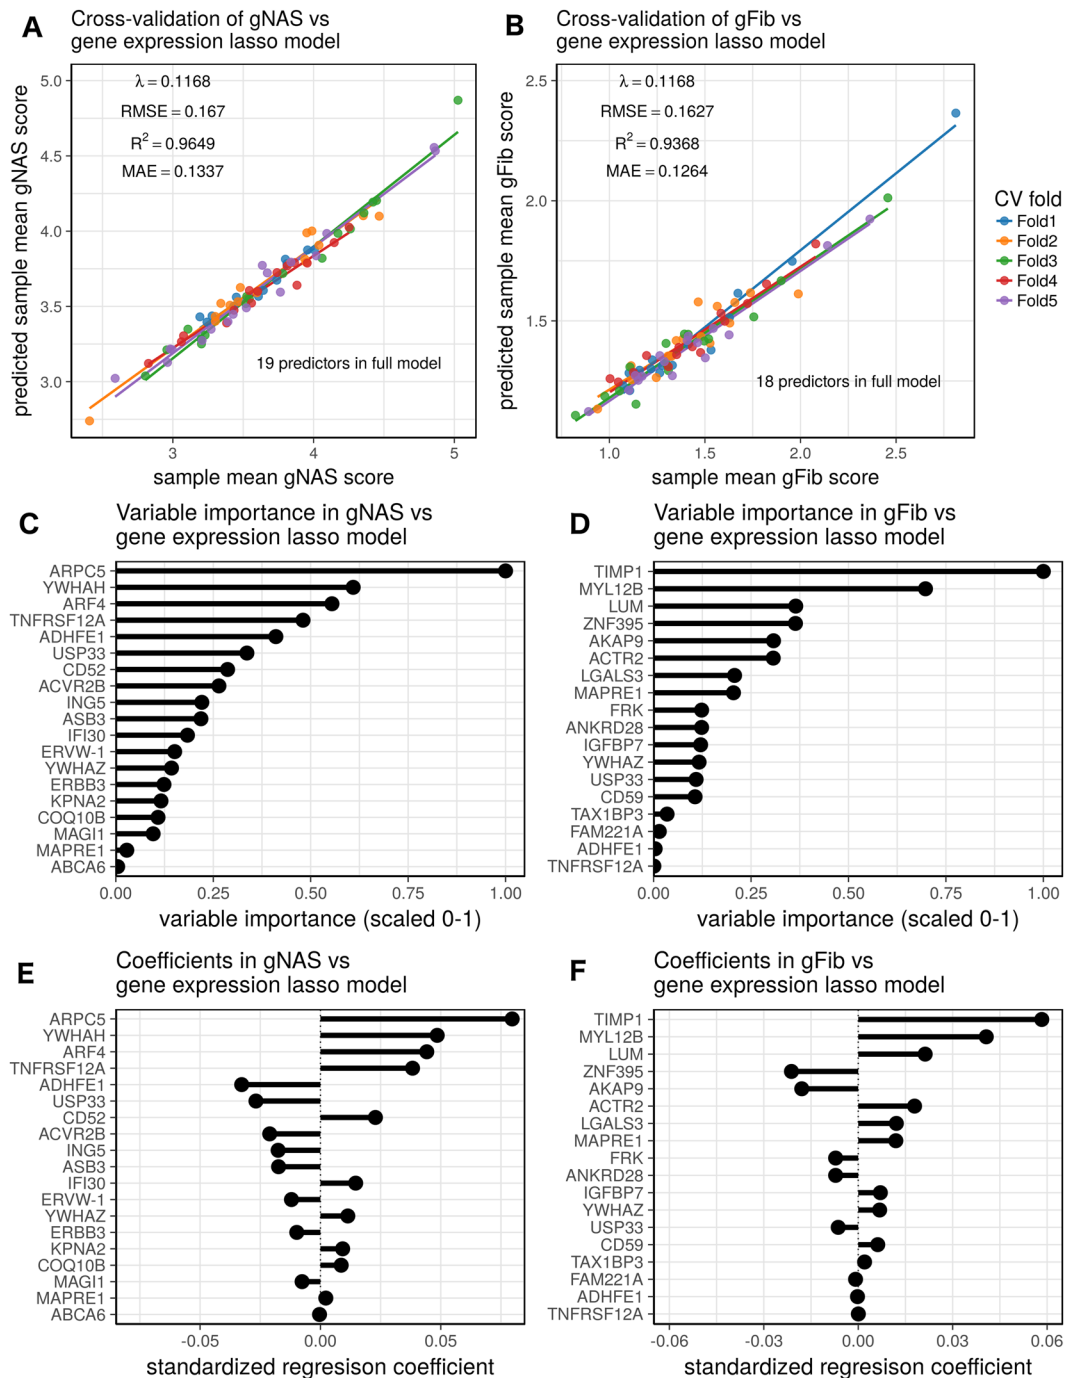 A
Cross-validation of gNAS vs
gene expression lasso model
predicted sample mean gNAS score
5.0
4.5
4.0
3.5
3.0
λ = 0.1168
RMSE = 0.167
R² = 0.9649
MAE = 0.1337
19 predictors in full model
3
4
5
sample mean gNAS score
B
Cross-validation of gFib vs
gene expression lasso model
predicted sample mean gFib score
2.5
2.0
1.5
λ = 0.1168
RMSE = 0.1627
R² = 0.9368
MAE = 0.1264
18 predictors in full model
1.0
1.5
2.0
2.5
sample mean gFib score
CV fold
Fold1
Fold2
Fold3
Fold4
Fold5
C
Variable importance in gNAS vs
gene expression lasso model
ARPC5
YWHAH
ARF4
TNFRSF12A
ADHFE1
USP33
CD52
ACVR2B
ING5
ASB3
IFI30
ERVW-1
YWHAZ
ERBB3
KPNA2
COQ10B
MAGI1
MAPRE1
ABCA6
0.00
0.25
0.50
0.75
1.00
variable importance (scaled 0-1)
D
Variable importance in gFib vs
gene expression lasso model
TIMP1
MYL12B
LUM
ZNF395
AKAP9
ACTR2
LGALS3
MAPRE1
FRK
ANKRD28
IGFBP7
YWHAZ
USP33
CD59
TAX1BP3
FAM221A
ADHFE1
TNFRSF12A
0.00
0.25
0.50
0.75
1.00
variable importance (scaled 0-1)
E
Coefficients in gNAS vs
gene expression lasso model
ARPC5
YWHAH
ARF4
TNFRSF12A
ADHFE1
USP33
CD52
ACVR2B
ING5
ASB3
IFI30
ERVW-1
YWHAZ
ERBB3
KPNA2
COQ10B
MAGI1
MAPRE1
ABCA6
-0.05
0.00
0.05
standardized regresison coefficient
F
Coefficients in gFib vs
gene expression lasso model
TIMP1
MYL12B
LUM
ZNF395
AKAP9
ACTR2
LGALS3
MAPRE1
FRK
ANKRD28
IGFBP7
YWHAZ
USP33
CD59
TAX1BP3
FAM221A
ADHFE1
TNFRSF12A
-0.06
-0.03
0.00
0.03
0.06
standardized regresison coefficient